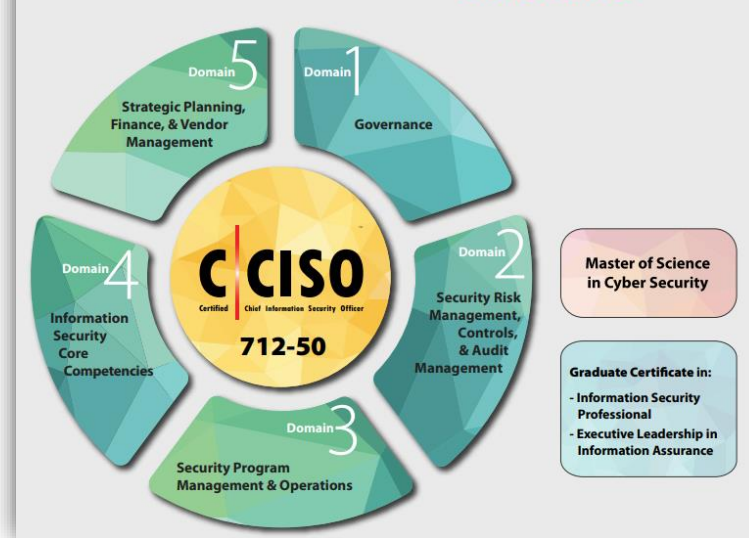 Domain 1
Governance
Domain 2
Security Risk
Management,
Controls,
& Audit
Management
Domain 3
Security Program
Management & Operations
Domain 4
Information
Security
Core
Competencies
Domain 5
Strategic Planning,
Finance, & Vendor
Management
C|CISO
Certified Chief Information Security Officer
712-50
Master of Science
in Cyber Security
Graduate Certificate in:
- Information Security
Professional
- Executive Leadership in
Information Assurance